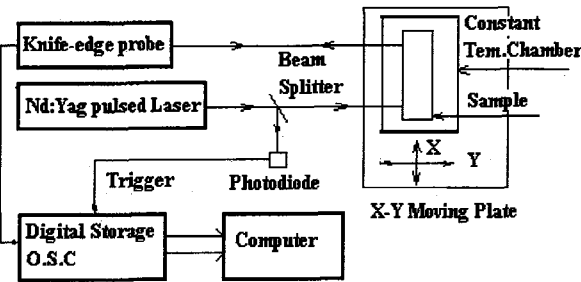 Knife-edge probe
Beam
Splitter
Nd:Yag pulsed Laser
Constant
Tem.Chamber
Sample
X
Y
Trigger
Photodiode
X-Y Moving Plate
Digital Storage
O.S.C
Computer